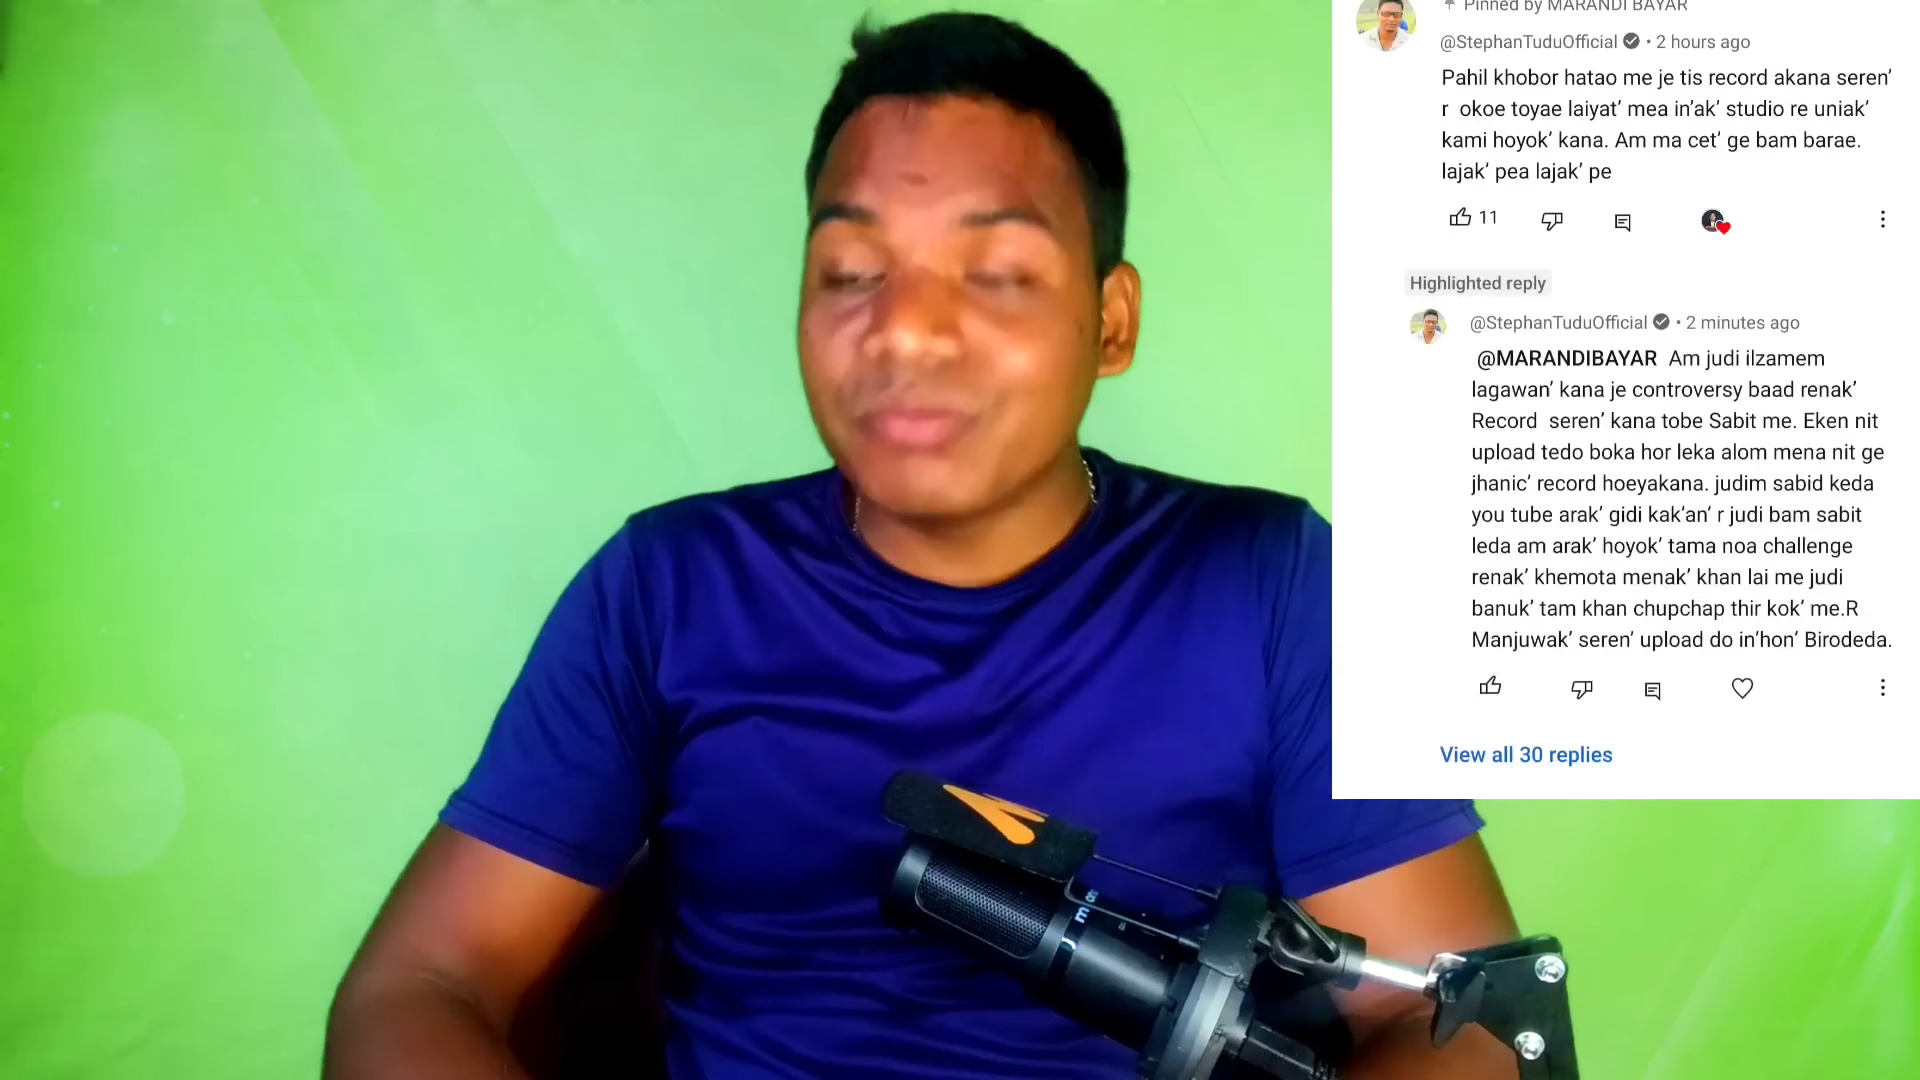 Pinned by MARANDI BAYAR
@StephanTuduOfficial • 2 hours ago
Pahil khobor hatao me je tis record akana seren’
r okoe toyae laiyat’ mea in’ak’ studio re uniak’
kami hoyok’ kana. Am ma cet’ ge bam barae.
lajak’ pea lajak’ pe
11
Highlighted reply
@StephanTuduOfficial • 2 minutes ago
@MARANDIBAYAR Am judi ilzamem
lagawan’ kana je controversy baad renak’
Record seren’ kana tobe Sabit me. Eken nit
upload tedo boka hor leka alom mena nit ge
jhanic’ record hoeyakana. judim sabid keda
you tube arak’ gidi kak’an’ r judi bam sabit
leda am arak’ hoyok’ tama noa challenge
renak’ khemota menak’ khan lai me judi
banuk’ tam khan chupchap thir kok’ me.R
Manjuwak’ seren’ upload do in’hon’ Birodeda.
View all 30 replies